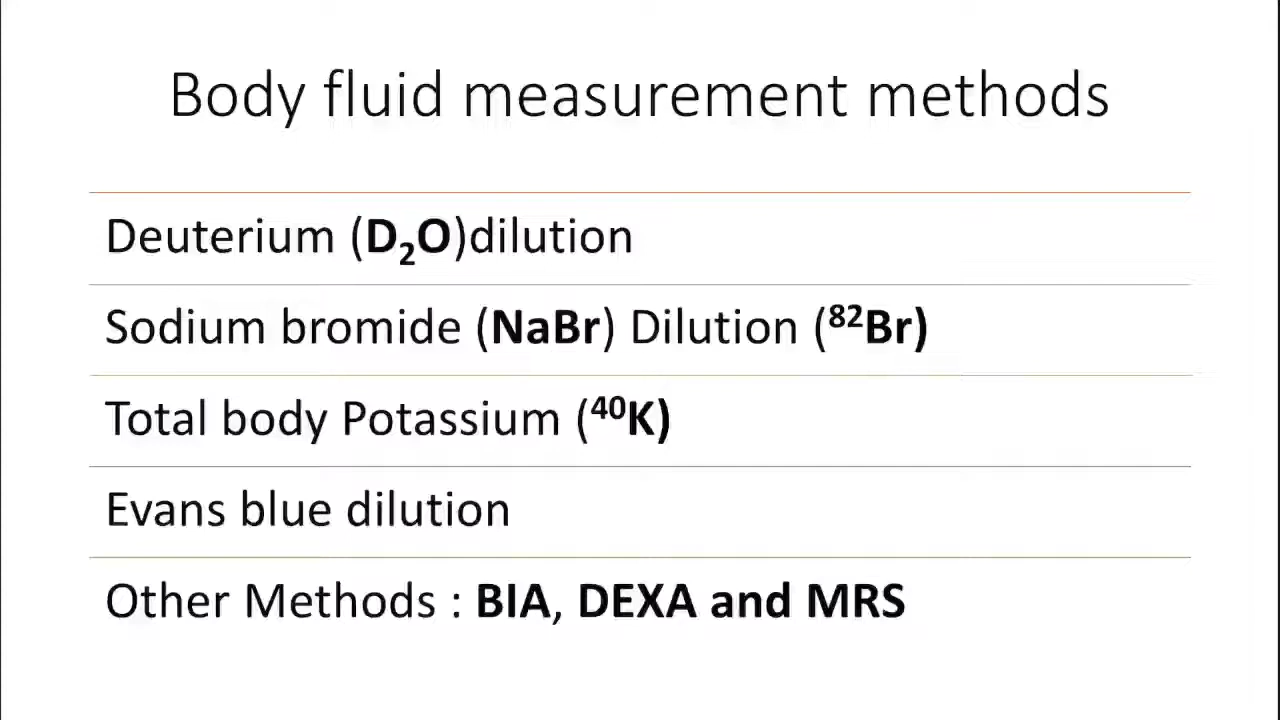 Body fluid measurement methods
Deuterium (D₂O)dilution
Sodium bromide (NaBr) Dilution (⁸²Br)
Total body Potassium (⁴⁰K)
Evans blue dilution
Other Methods : BIA, DEXA and MRS